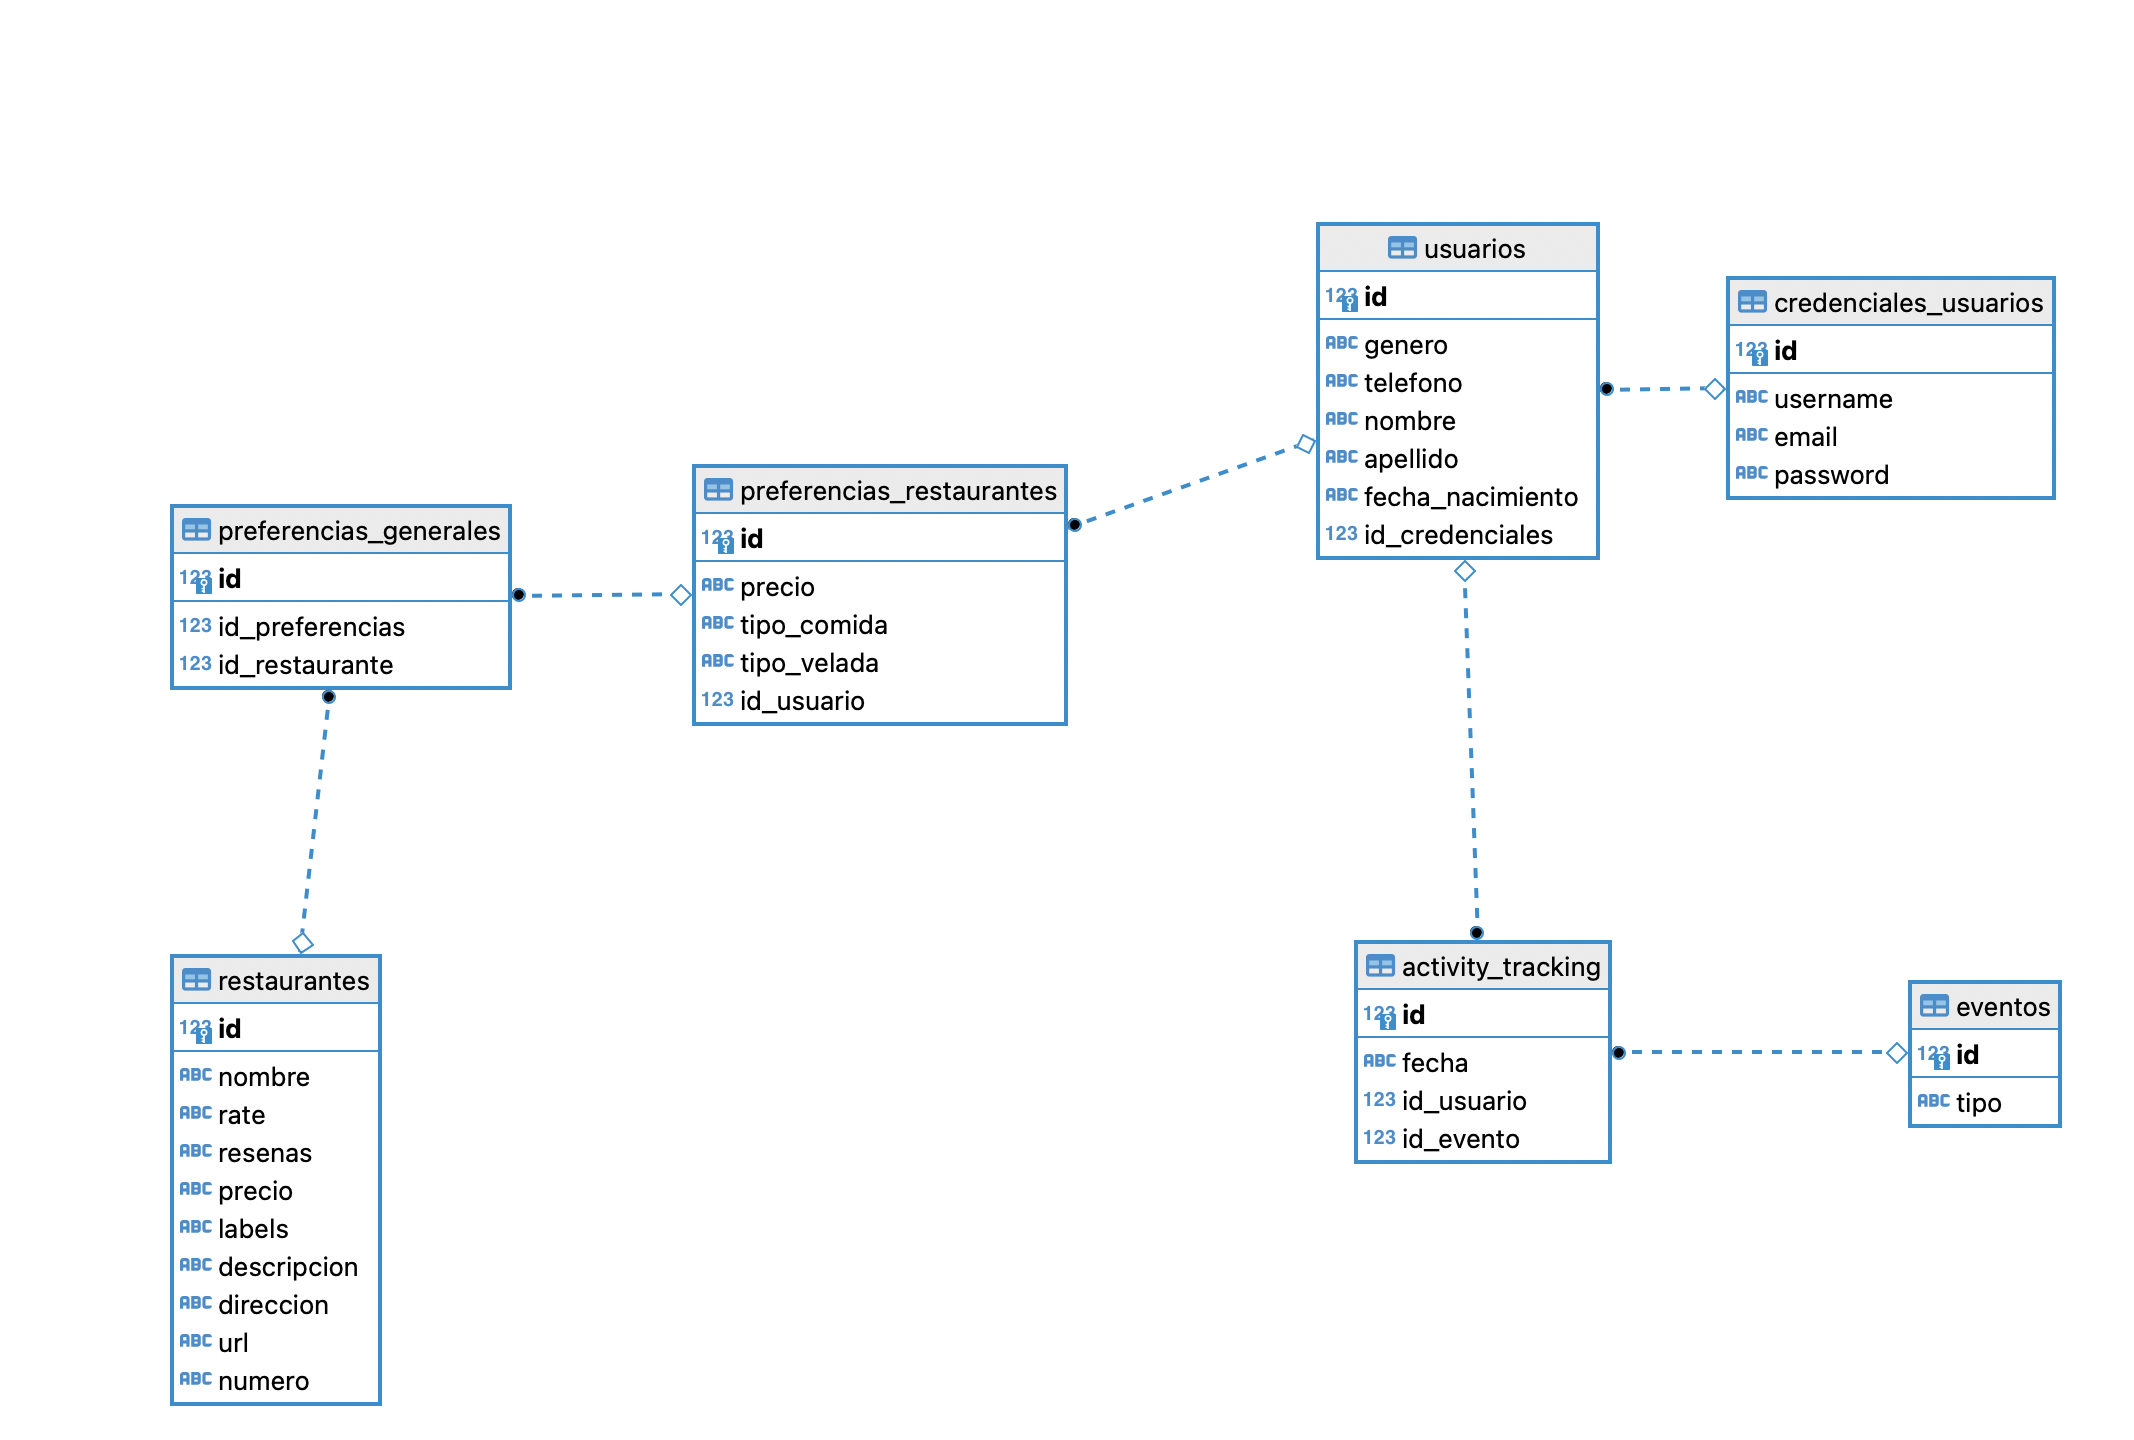 usuarios
123 id
ABC genero
ABC telefono
ABC nombre
ABC apellido
ABC fecha_nacimiento
123 id_credenciales
credenciales_usuarios
123 id
ABC username
ABC email
ABC password
preferencias_restaurantes
123 id
ABC precio
ABC tipo_comida
ABC tipo_velada
123 id_usuario
preferencias_generales
123 id
123 id_preferencias
123 id_restaurante
restaurantes
123 id
ABC nombre
ABC rate
ABC resenas
ABC precio
ABC labels
ABC descripcion
ABC direccion
ABC url
ABC numero
activity_tracking
123 id
ABC fecha
123 id_usuario
123 id_evento
eventos
123 id
ABC tipo